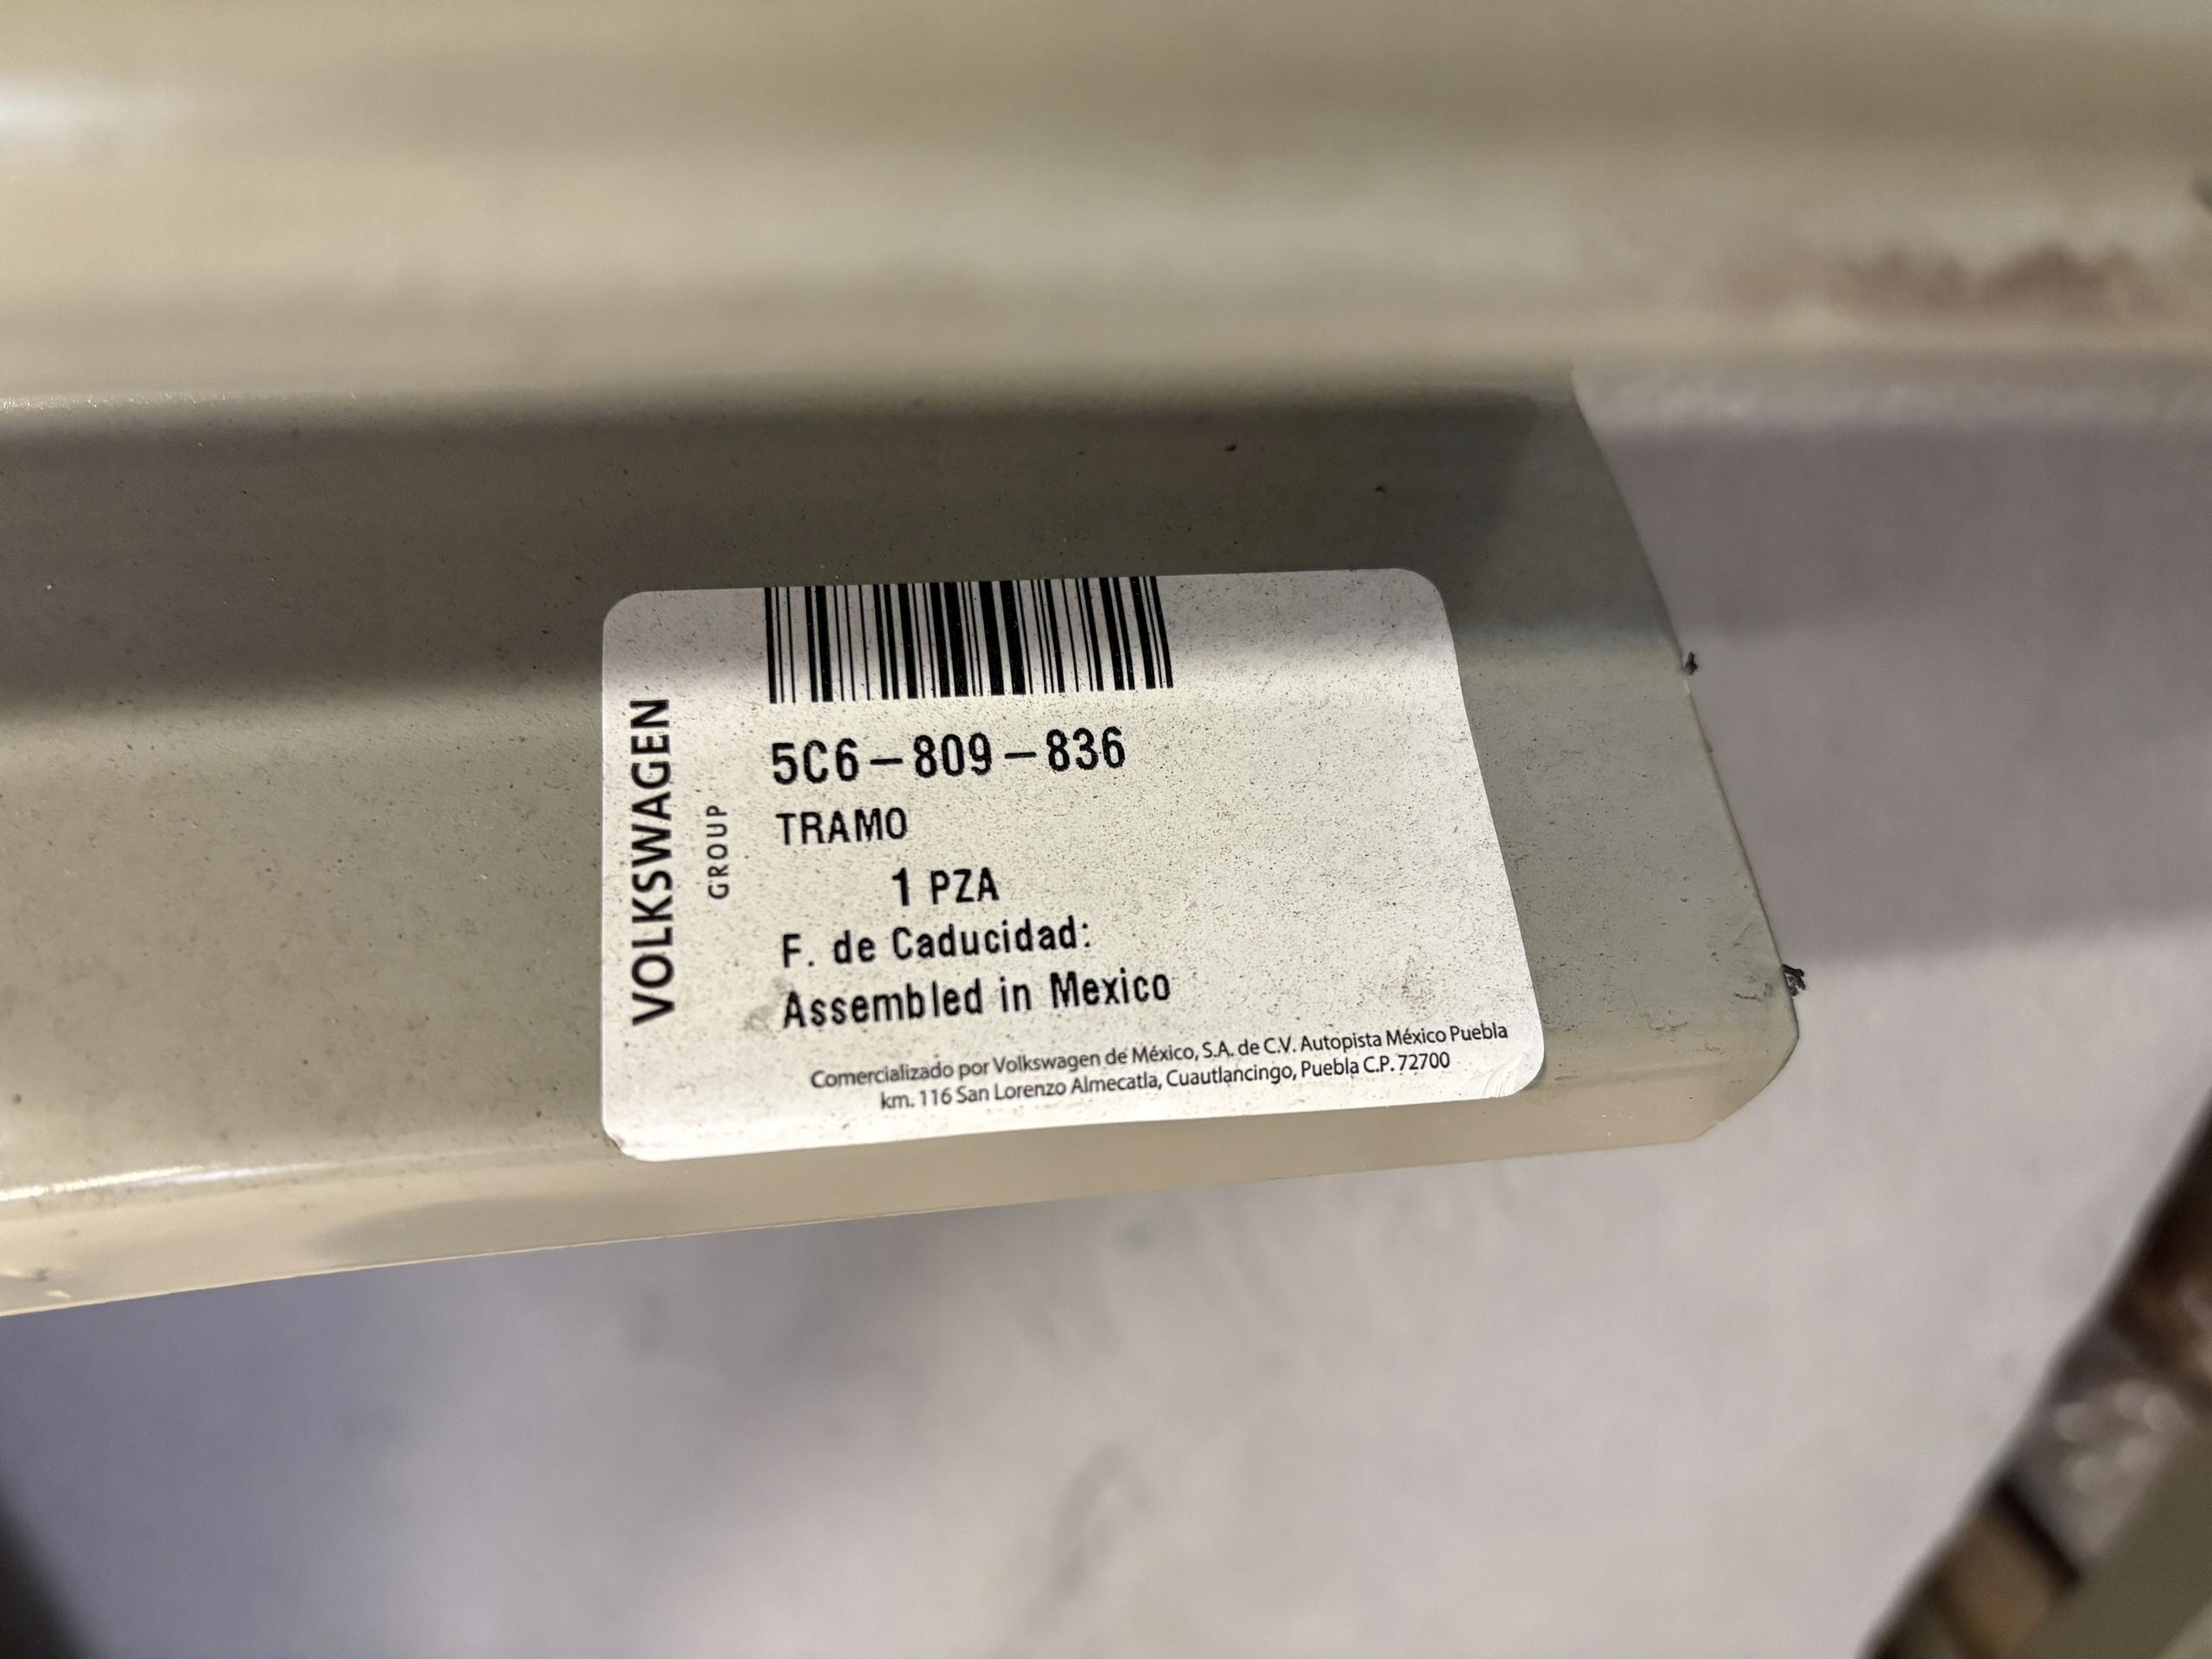 VOLKSWAGEN
GROUP
5C6-809-836
TRAMO
1 PZA
F. de Caducidad:
Assembled in Mexico
Comercializado por Volkswagen de México, S.A. de C.V. Autopista México Puebla
km. 116 San Lorenzo Almecatla, Cuautlancingo, Puebla C.P. 72700